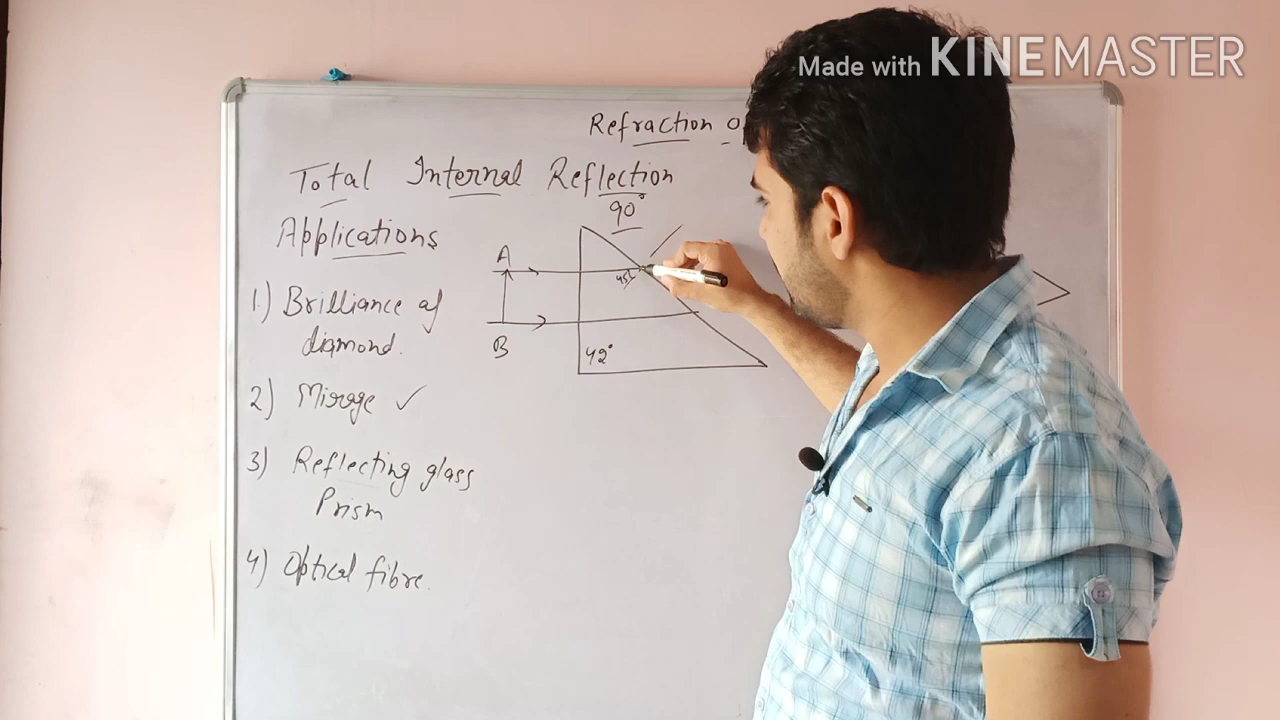 Made with KINEMASTER
Refraction o
Total Internal Reflection
90°
Applications
A
45°
1.) Brilliance of
diamond.
B
42°
2) Mirage ✓
3) Reflecting glass
Prism
4) Optical fibre.